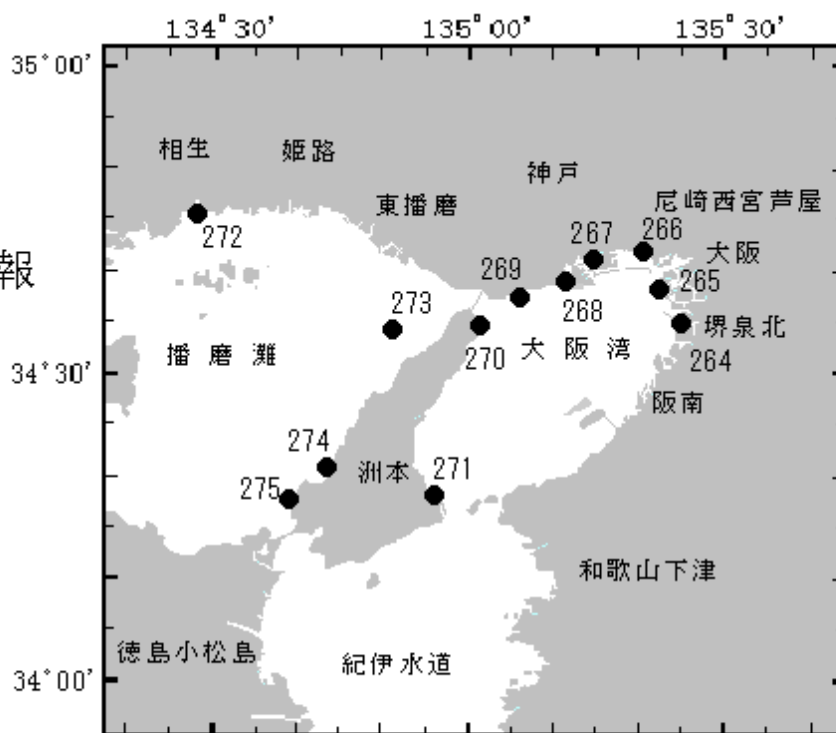 134°30' 135°00' 135°30'
35°00'
相生 姫路 神戸
東播磨 尼崎西宮芦屋
272 267 266
報 269 大阪
273 268 265
播磨灘 270 大阪湾 堺泉北
34°30' 264
阪南
274 洲本 271
275
和歌山下津
徳島小松島 紀伊水道
34°00'